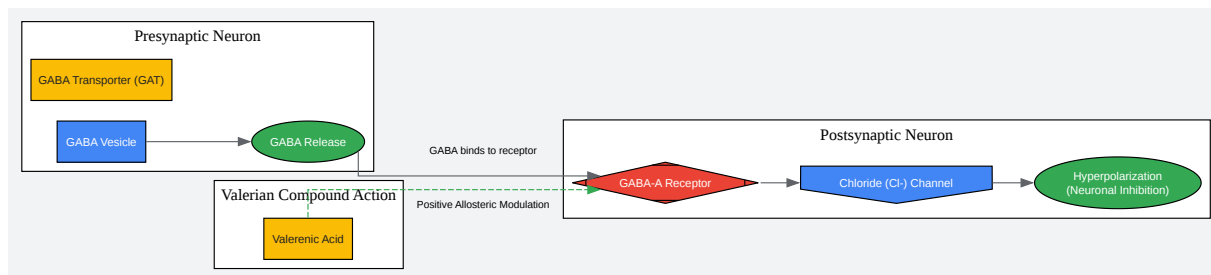 Presynaptic Neuron
GABA Transporter (GAT)
GABA Vesicle
GABA Release
Valerian Compound Action
Valerenic Acid
GABA binds to receptor
Positive Allosteric Modulation
Postsynaptic Neuron
GABA-A Receptor
Chloride (Cl-) Channel
Hyperpolarization
(Neuronal Inhibition)